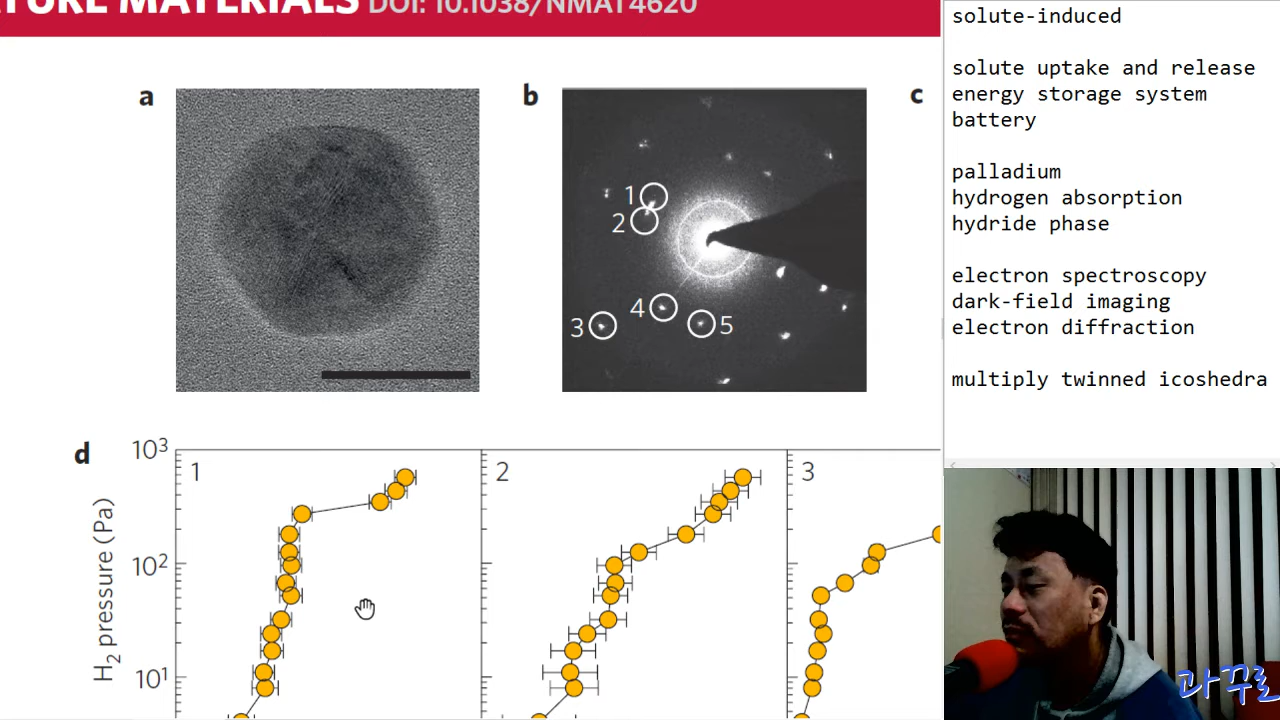 TURE MATERIALS DOI: 10.1038/NMAT4620
a
b
c
1
2
3
4
5
d
10³
10²
10¹
H₂ pressure (Pa)
1
2
3
solute-induced
solute uptake and release
energy storage system
battery
palladium
hydrogen absorption
hydride phase
electron spectroscopy
dark-field imaging
electron diffraction
multiply twinned icoshedra
과꾸로